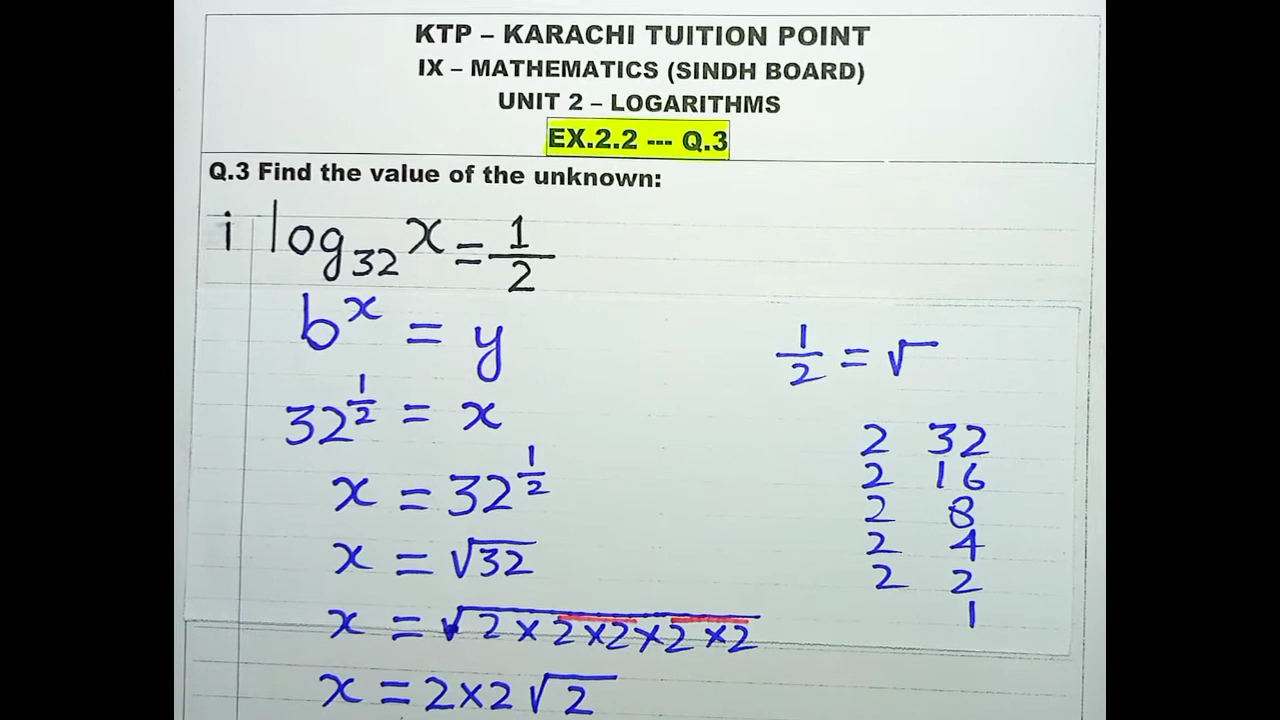 KTP – KARACHI TUITION POINT
IX – MATHEMATICS (SINDH BOARD)
UNIT 2 – LOGARITHMS
EX.2.2 --- Q.3
Q.3 Find the value of the unknown:
i log₃₂ x = 1/2
bˣ = y
1/2 = √
32^(1/2) = x
x = 32^(1/2)
x = √32
x = √2×2×2×2×2
x = 2×2√2
2 32
2 16
2 8
2 4
2 2
1